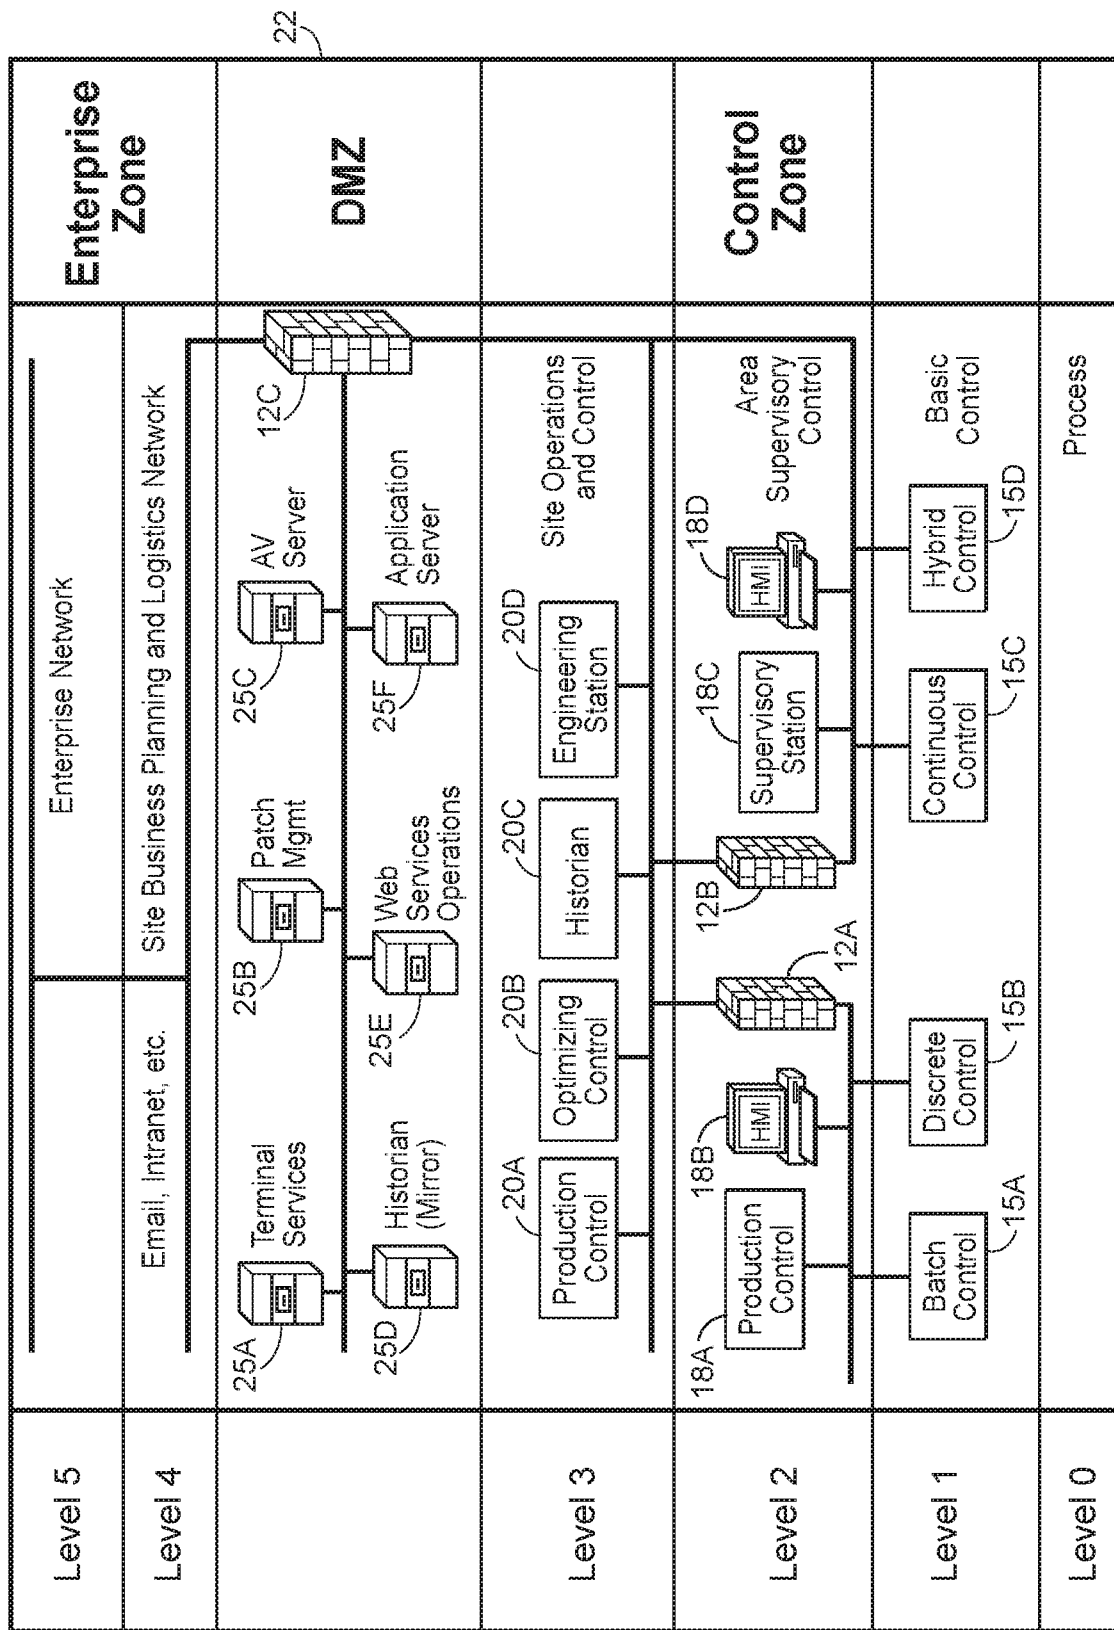 22
Level 5
Enterprise Network
Enterprise
Zone
Level 4
Email, Intranet, etc.
Site Business Planning and Logistics Network
DMZ
25A
Terminal
Services
25B
Patch
Mgmt
25C
AV
Server
12C
25D
Historian
(Mirror)
25E
Web
Services
Operations
25F
Application
Server
Level 3
20A
Production
Control
20B
Optimizing
Control
20C
Historian
20D
Engineering
Station
Site Operations
and Control
Level 2
18A
Production
Control
18B
HMI
12A
12B
18C
Supervisory
Station
18D
HMI
Area
Supervisory
Control
Control
Zone
Level 1
Batch
Control
15A
Discrete
Control
15B
Continuous
Control
15C
Hybrid
Control
15D
Basic
Control
Level 0
Process